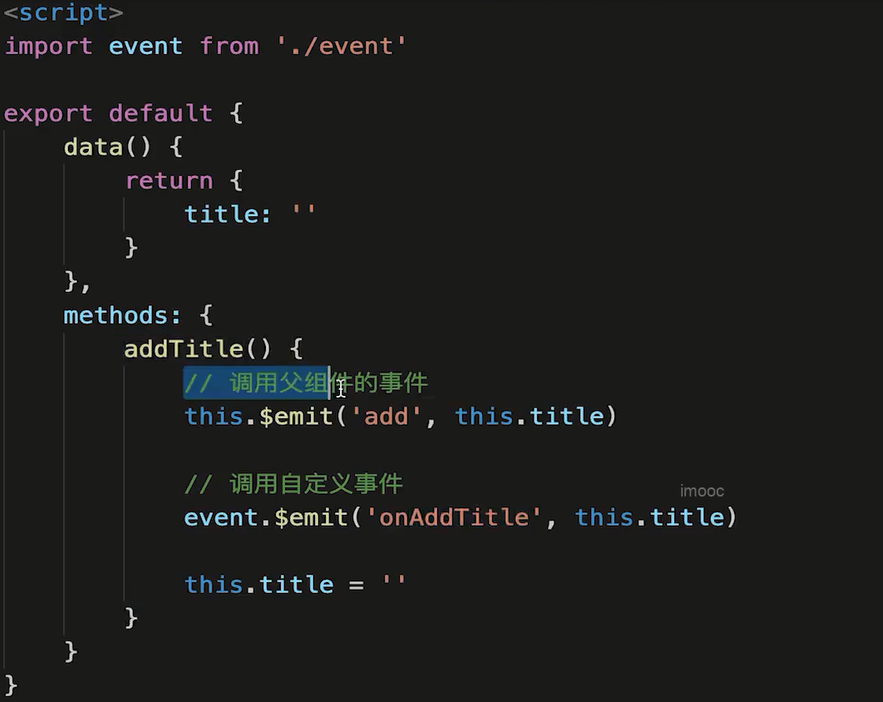 <script>
import event from './event'
export default {
data() {
return {
title: ''
}
},
methods: {
addTitle() {
// 调用父组件的事件
this.$emit('add', this.title)
// 调用自定义事件
imooc
event.$emit('onAddTitle', this.title)
this.title = ''
}
}
}